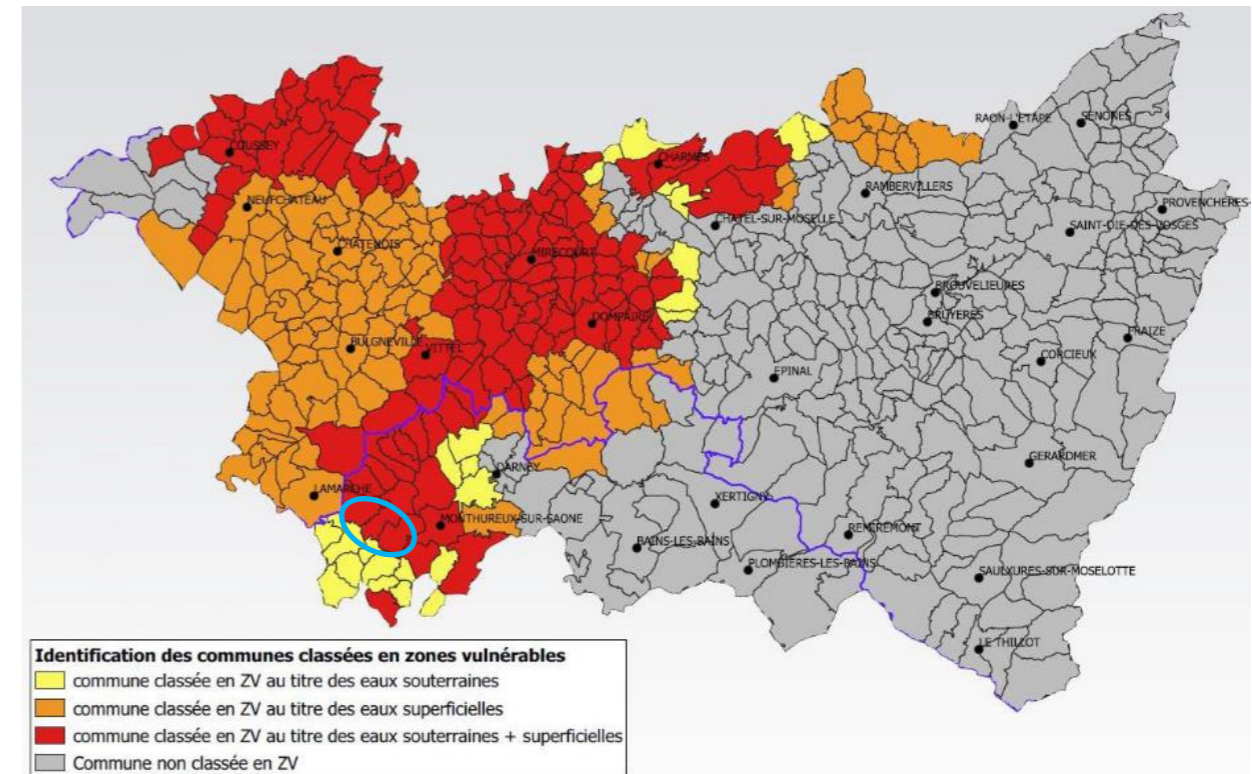 COUSSEY
NEUFCHATEAU
CHATENOIS
MIRECOURT
CHARMES
CHATEL-SUR-MOSELLE
RAMBERVILLERS
RAON-L'ETAPE
SENONES
PROVENCHERES-
SAINT-DIE-DES-VOSGES
BROUVELIEURES
BRUYERES
FRAIZE
CORCIEUX
DOMPAIRE
BULGNEVILLE
VITTEL
EPINAL
GERARDMER
DARNEY
LAMARCHE
MONTHUREUX-SUR-SAONE
XERTIGNY
REMIREMONT
BAINS-LES-BAINS
PLOMBIERES-LES-BAINS
SAULXURES-SUR-MOSELOTTE
LE THILLOT
Identification des communes classées en zones vulnérables
commune classée en ZV au titre des eaux souterraines
commune classée en ZV au titre des eaux superficielles
commune classée en ZV au titre des eaux souterraines + superficielles
Commune non classée en ZV